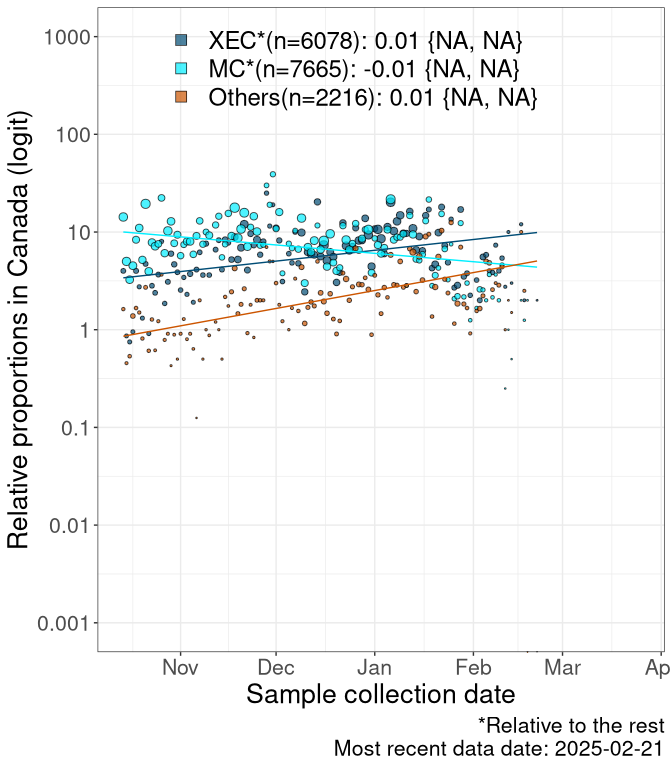 XEC*(n=6078): 0.01 {NA, NA}
MC*(n=7665): -0.01 {NA, NA}
Others(n=2216): 0.01 {NA, NA}
Relative proportions in Canada (logit)
1000
100
10
1
0.1
0.01
0.001
Nov Dec Jan Feb Mar Ap
Sample collection date
*Relative to the rest
Most recent data date: 2025-02-21